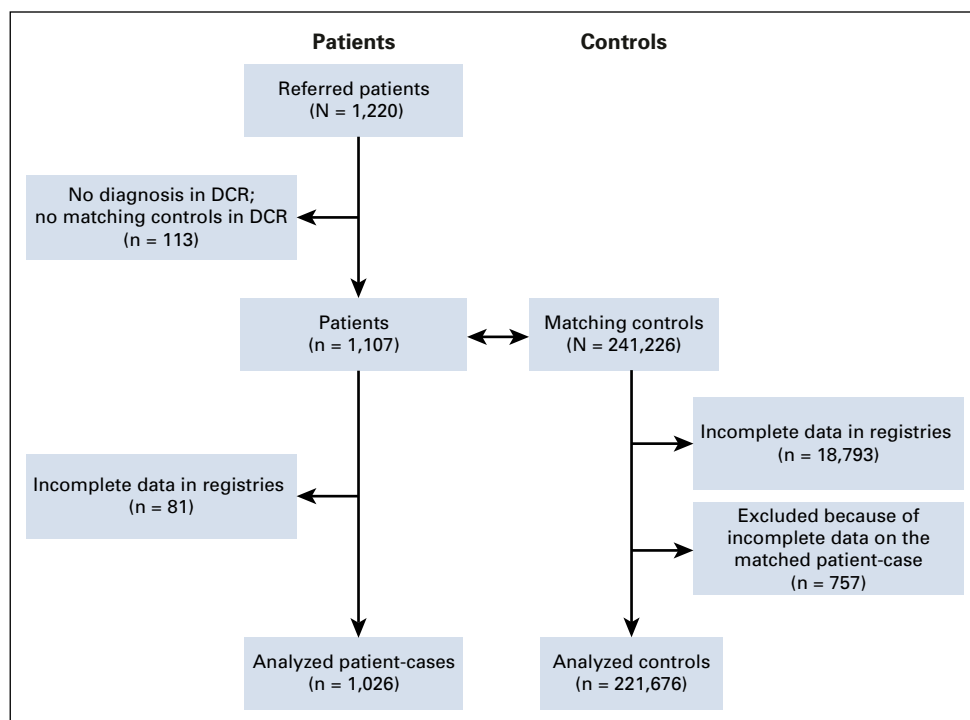 Patients
Controls
Referred patients
(N = 1,220)
No diagnosis in DCR;
no matching controls in DCR
(n = 113)
Patients
(n = 1,107)
Matching controls
(N = 241,226)
Incomplete data in registries
(n = 18,793)
Incomplete data in registries
(n = 81)
Excluded because of
incomplete data on the
matched patient-case
(n = 757)
Analyzed patient-cases
(n = 1,026)
Analyzed controls
(n = 221,676)